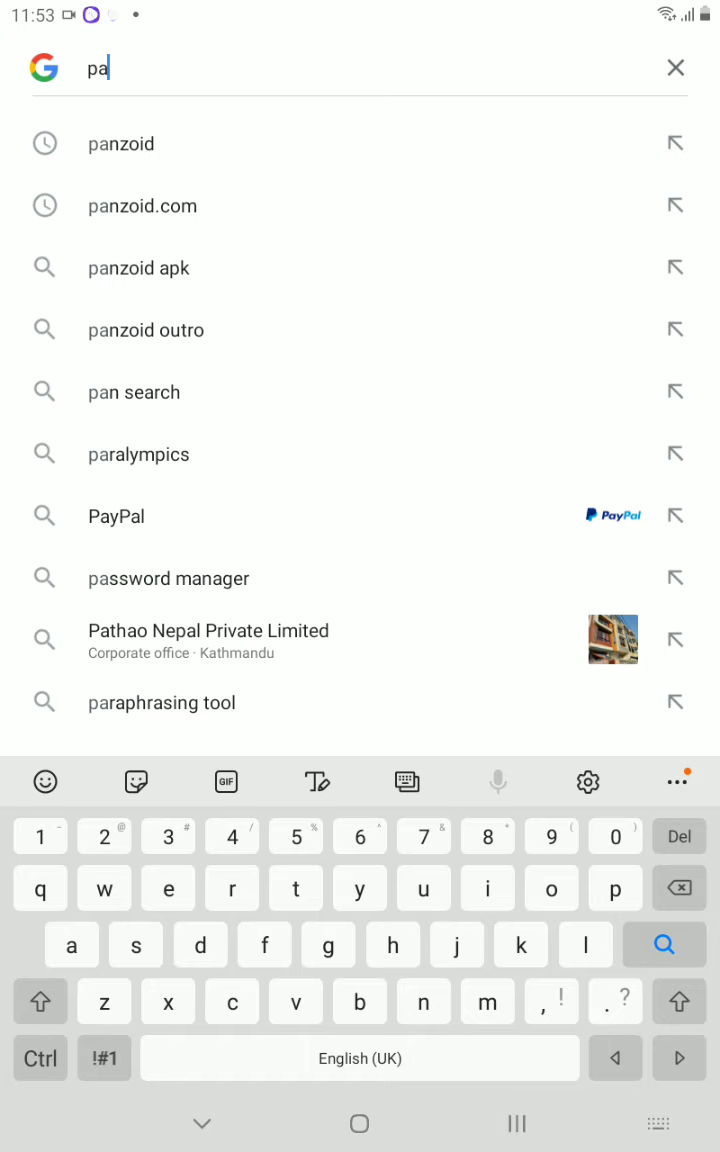 11:53
pa
panzoid
panzoid.com
panzoid apk
panzoid outro
pan search
paralympics
PayPal PayPal
password manager
Pathao Nepal Private Limited
Corporate office · Kathmandu
paraphrasing tool
GIF T
1 - 2 @ 3 # 4 / 5 % 6 ^ 7 & 8 * 9 ( 0 ) Del
q w e r t y u i o p
a s d f g h j k l
z x c v b n m , ! . ?
Ctrl !#1 English (UK)